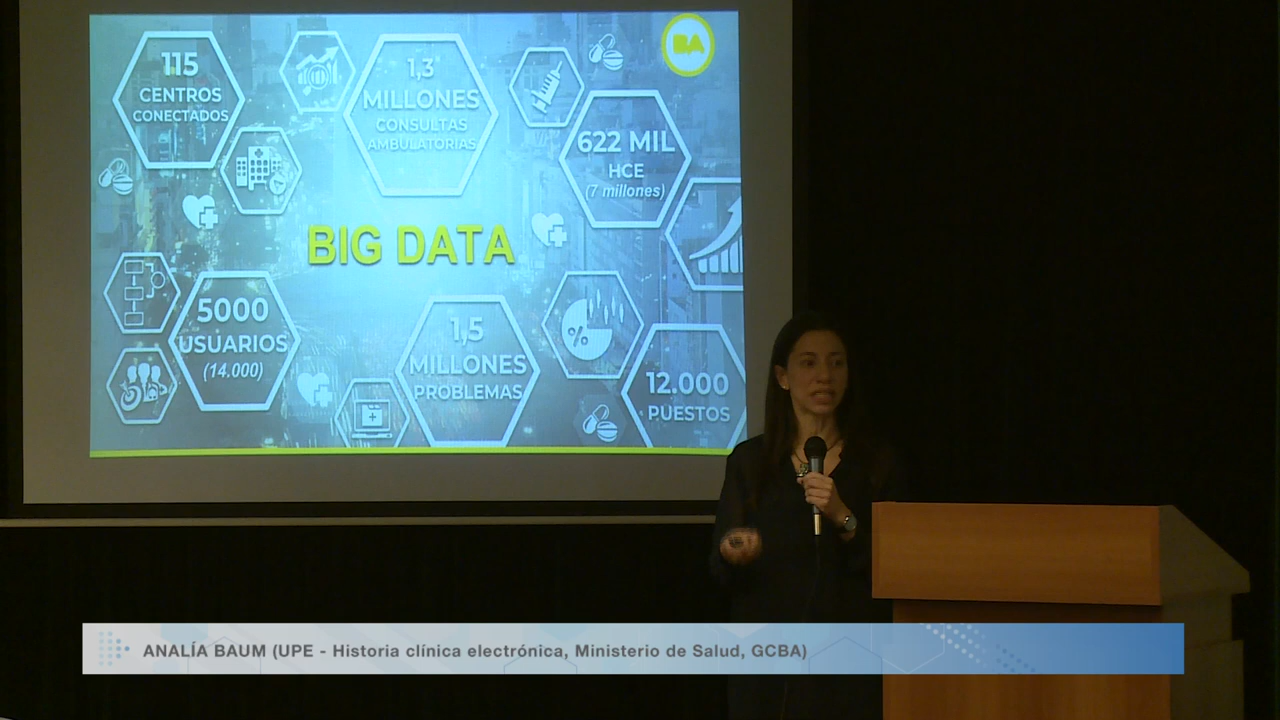 115
CENTROS
CONECTADOS
1,3
MILLONES
CONSULTAS
AMBULATORIAS
BA
622 MIL
HCE
(7 millones)
BIG DATA
5000
USUARIOS
(14.000)
1,5
MILLONES
PROBLEMAS
%
12.000
PUESTOS
ANALÍA BAUM (UPE - Historia clínica electrónica, Ministerio de Salud, GCBA)